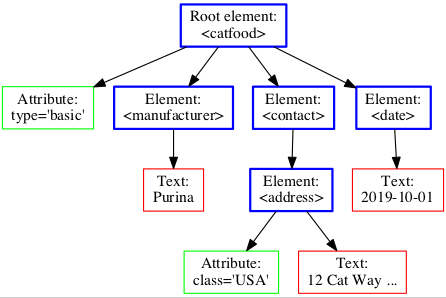 Root element:
<catfood>
Attribute:
type='basic'
Element:
<manufacturer>
Element:
<contact>
Element:
<date>
Text:
Purina
Element:
<address>
Text:
2019-10-01
Attribute:
class='USA'
Text:
12 Cat Way ...